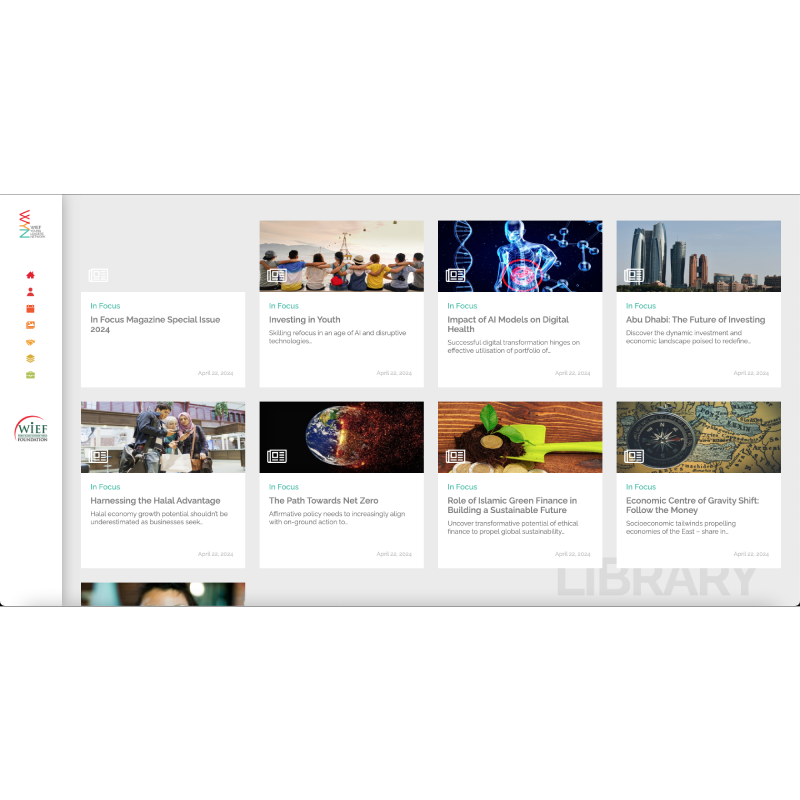 WIEF
In Focus
In Focus Magazine Special Issue
2024
April 22, 2024
In Focus
Investing in Youth
Skilling refocus in an age of AI and disruptive
technologies..
April 22, 2024
In Focus
Impact of AI Models on Digital
Health
Successful digital transformation hinges on
effective utilisation of portfolio of..
April 22, 2024
In Focus
Abu Dhabi: The Future of Investing
Discover the dynamic investment and
economic landscape poised to redefine..
April 22, 2024
WIEF
FOUNDATION
In Focus
Harnessing the Halal Advantage
Halal economy growth potential shouldn't be
underestimated as businesses seek..
April 22, 2024
In Focus
The Path Towards Net Zero
Affirmative policy needs to increasingly align
with on-ground action to..
April 22, 2024
In Focus
Role of Islamic Green Finance in
Building a Sustainable Future
Uncover transformative potential of ethical
finance to propel global sustainability..
April 22, 2024
In Focus
Economic Centre of Gravity Shift:
Follow the Money
Socioeconomic tailwinds propelling
economies of the East – share in..
April 22, 2024
LIBRARY